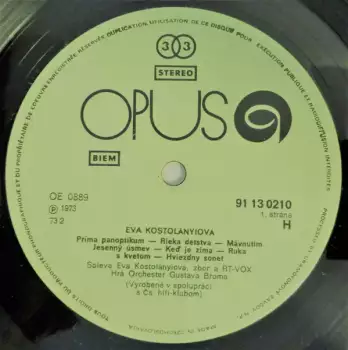 33
STEREO
OPUS
BIEM
OE 0889
℗ 1973
73 2
91 13 0210
1. strana
H
EVA KOSTOLANYIOVA
Prima panoptikum — Rieka detstva — Mávnutím
Jesenný úsmev — Keď je zima — Ruka
s kvetom — Hviezdny sonet
Spieva Eva Kostolanyiova, zbor a RT-VOX
Hrá Orchester Gustava Broma
(Vyrobené v spolupráci
s Čs. hifi-klubom)